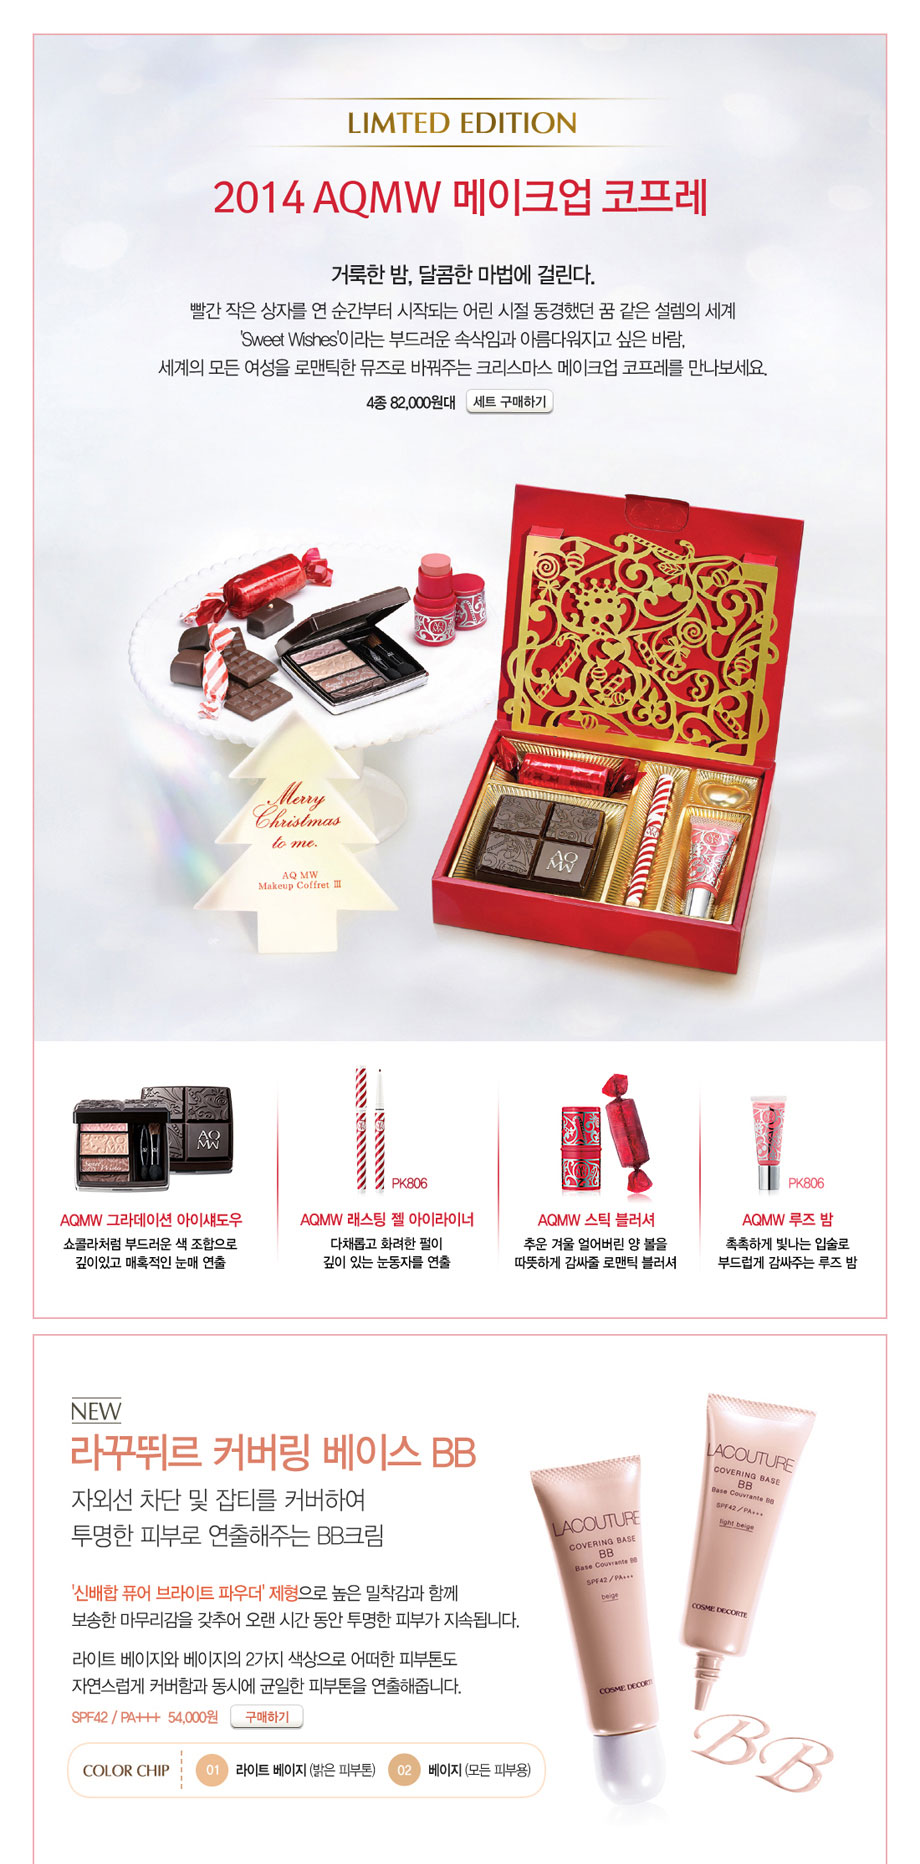 LIMTED EDITION
2014 AQMW 메이크업 코프레
거룩한 밤, 달콤한 마법에 걸린다.
빨간 작은 상자를 연 순간부터 시작되는 어린 시절 동경했던 꿈 같은 설렘의 세계
'Sweet Wishes'이라는 부드러운 속삭임과 아름다워지고 싶은 바람,
세계의 모든 여성을 로맨틱한 뮤즈로 바꿔주는 크리스마스 메이크업 코프레를 만나보세요.
4종 82,000원대 세트 구매하기
Merry
Christmas
to me.
AQ MW
Makeup Coffret III
AQ
MW
AQ
MW
PK806
PK806
AQMW 그라데이션 아이섀도우
쇼콜라처럼 부드러운 색 조합으로
깊이있고 매혹적인 눈매 연출
AQMW 래스팅 젤 아이라이너
다채롭고 화려한 펄이
깊이 있는 눈동자를 연출
AQMW 스틱 블러셔
추운 겨울 얼어버린 양 볼을
따뜻하게 감싸줄 로맨틱 블러셔
AQMW 루즈 밤
촉촉하게 빛나는 입술로
부드럽게 감싸주는 루즈 밤
NEW
라꾸뛰르 커버링 베이스 BB
자외선 차단 및 잡티를 커버하여
투명한 피부로 연출해주는 BB크림
'신배합 퓨어 브라이트 파우더' 제형으로 높은 밀착감과 함께
보송한 마무리감을 갖추어 오랜 시간 동안 투명한 피부가 지속됩니다.
라이트 베이지와 베이지의 2가지 색상으로 어떠한 피부톤도
자연스럽게 커버함과 동시에 균일한 피부톤을 연출해줍니다.
SPF42 / PA+++ 54,000원 구매하기
COLOR CHIP 01 라이트 베이지 (밝은 피부톤) 02 베이지 (모든 피부용)
LACOUTURE
COVERING BASE
BB
Base Couvrante BB
SPF42/PA+++
beige
COSME DECORTE
LACOUTURE
COVERING BASE
BB
Base Couvrante BB
SPF42/PA+++
light beige
COSME DECORTE
BB